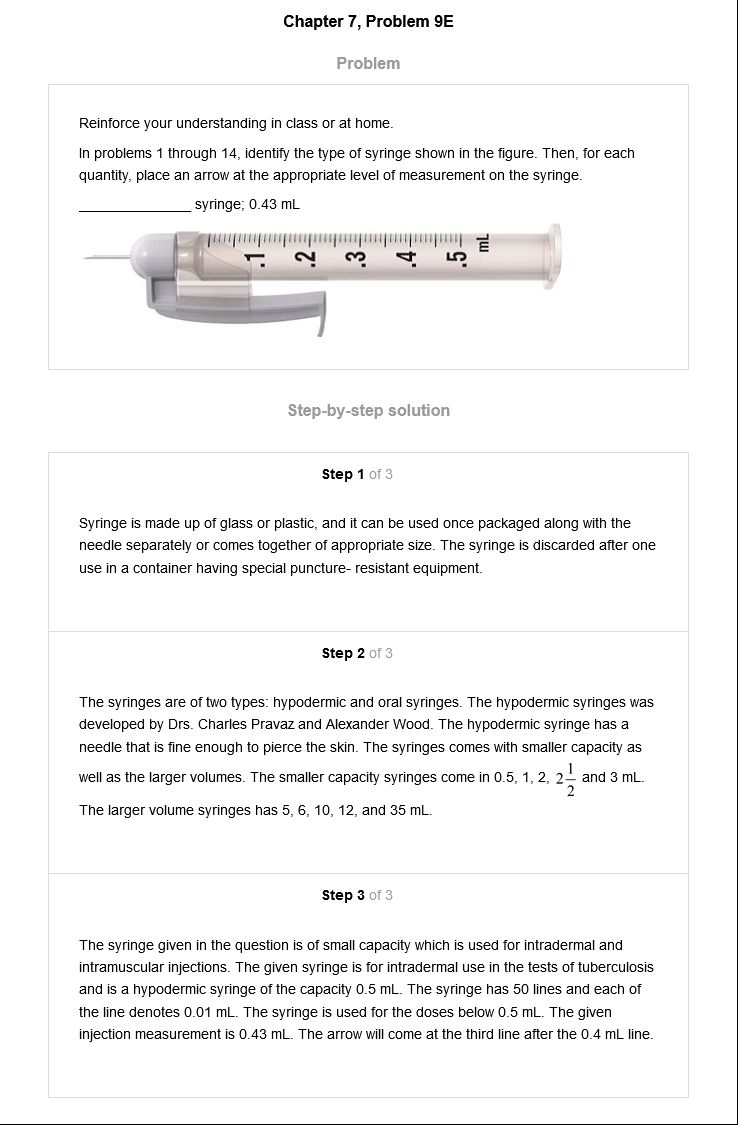 Chapter 7, Problem 9E
Problem
Reinforce your understanding in class or at home.
In problems 1 through 14, identify the type of syringe shown in the figure. Then, for each
quantity, place an arrow at the appropriate level of measurement on the syringe.
_______________ syringe; 0.43 mL
.1 .2 .3 .4 .5 mL
Step-by-step solution
Step 1 of 3
Syringe is made up of glass or plastic, and it can be used once packaged along with the
needle separately or comes together of appropriate size. The syringe is discarded after one
use in a container having special puncture- resistant equipment.
Step 2 of 3
The syringes are of two types: hypodermic and oral syringes. The hypodermic syringes was
developed by Drs. Charles Pravaz and Alexander Wood. The hypodermic syringe has a
needle that is fine enough to pierce the skin. The syringes comes with smaller capacity as
well as the larger volumes. The smaller capacity syringes come in 0.5, 1, 2, 2 1/2 and 3 mL.
The larger volume syringes has 5, 6, 10, 12, and 35 mL.
Step 3 of 3
The syringe given in the question is of small capacity which is used for intradermal and
intramuscular injections. The given syringe is for intradermal use in the tests of tuberculosis
and is a hypodermic syringe of the capacity 0.5 mL. The syringe has 50 lines and each of
the line denotes 0.01 mL. The syringe is used for the doses below 0.5 mL. The given
injection measurement is 0.43 mL. The arrow will come at the third line after the 0.4 mL line.